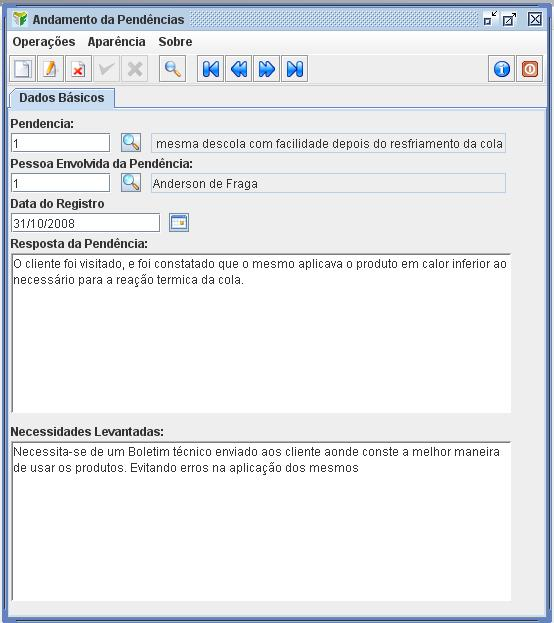 Andamento da Pendências
Operações Aparência Sobre
Dados Básicos
Pendencia:
1 mesma descola com facilidade depois do resfriamento da cola
Pessoa Envolvida da Pendência:
1 Anderson de Fraga
Data do Registro
31/10/2008
Resposta da Pendência:
O cliente foi visitado, e foi constatado que o mesmo aplicava o produto em calor inferior ao
necessário para a reação termica da cola.
Necessidades Levantadas:
Necessita-se de um Boletim técnico enviado aos cliente aonde conste a melhor maneira
de usar os produtos. Evitando erros na aplicação dos mesmos